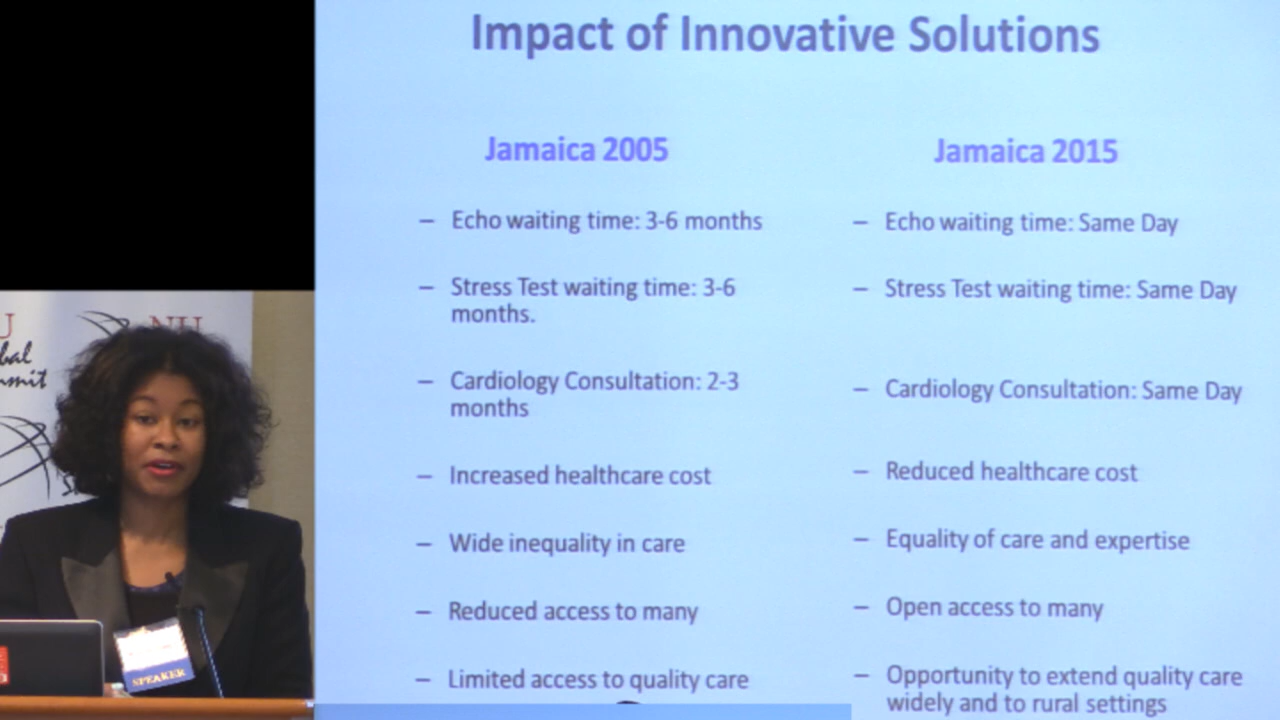 Impact of Innovative Solutions
Jamaica 2005
– Echo waiting time: 3-6 months
– Stress Test waiting time: 3-6
months.
– Cardiology Consultation: 2-3
months
– Increased healthcare cost
– Wide inequality in care
– Reduced access to many
– Limited access to quality care
Jamaica 2015
– Echo waiting time: Same Day
– Stress Test waiting time: Same Day
– Cardiology Consultation: Same Day
– Reduced healthcare cost
– Equality of care and expertise
– Open access to many
– Opportunity to extend quality care
widely and to rural settings
NU
SPEAKER